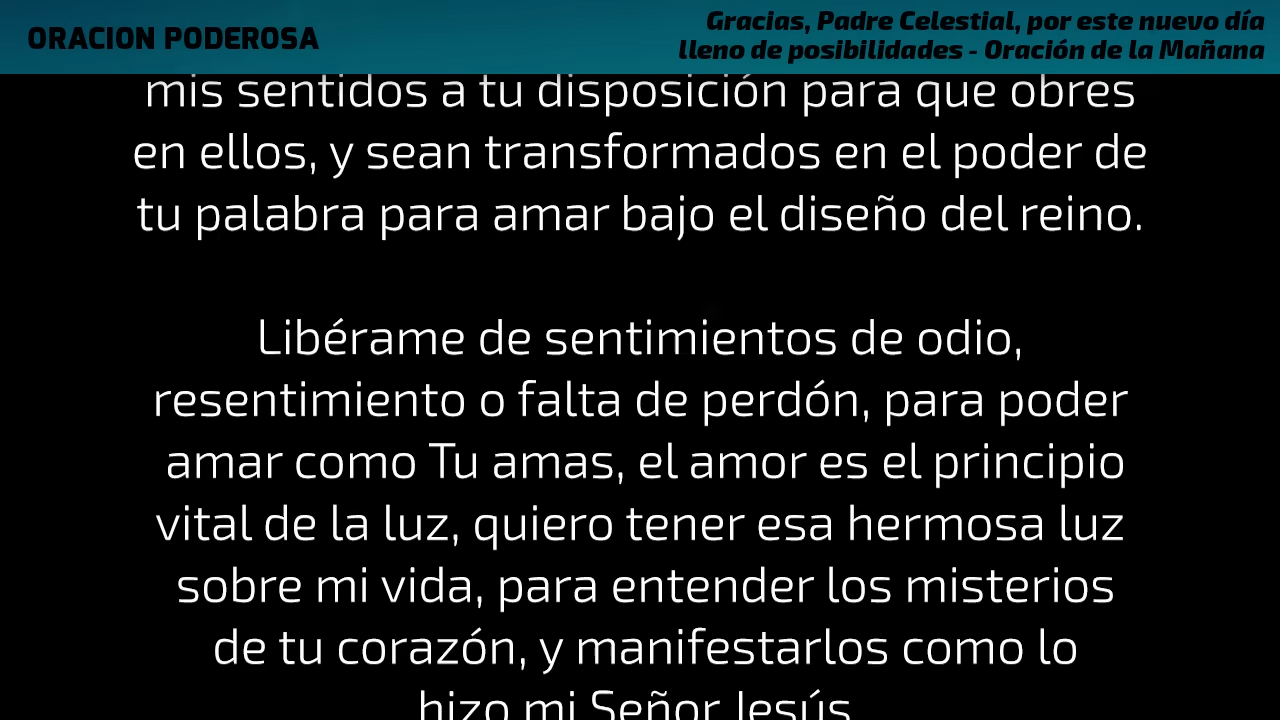 ORACION PODEROSA
Gracias, Padre Celestial, por este nuevo día
lleno de posibilidades - Oración de la Mañana
mis sentidos a tu disposición para que obres
en ellos, y sean transformados en el poder de
tu palabra para amar bajo el diseño del reino.
Libérame de sentimientos de odio,
resentimiento o falta de perdón, para poder
amar como Tu amas, el amor es el principio
vital de la luz, quiero tener esa hermosa luz
sobre mi vida, para entender los misterios
de tu corazón, y manifestarlos como lo
hizo mi Señor Jesús